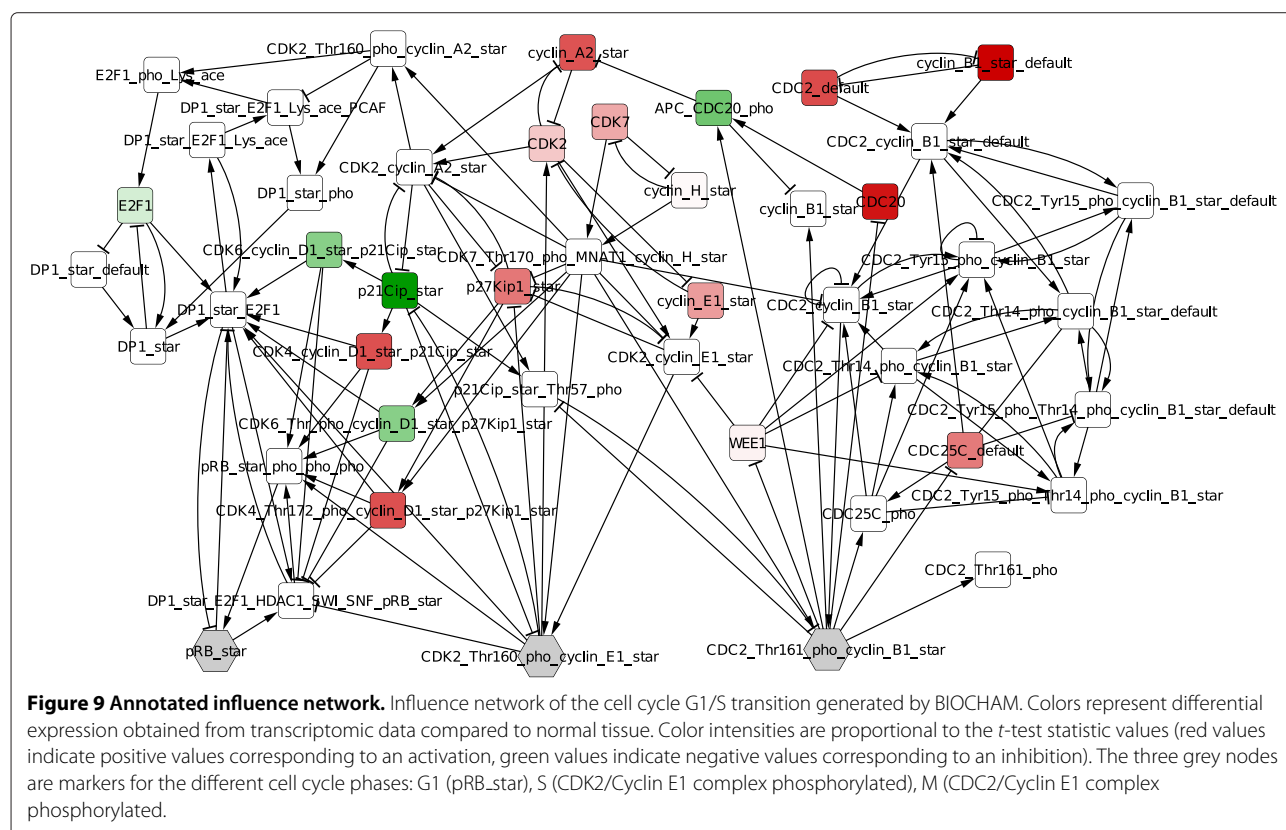 CDK2_Thr160_pho_cyclin_A2_star
cyclin_A2_star
cyclin_B1_star_default
E2F1_pho_Lys_ace
CDC2_default
DP1_star_E2F1_Lys_ace_PCAF
APC_CDC20_pho
CDK7
DP1_star_E2F1_Lys_ace
CDK2
CDC2_cyclin_B1_star_default
CDK2_cyclin_A2_star
DP1_star_pho
cyclin_H_star
cyclin_B1_star
CDC20
CDC2_Tyr15_pho_cyclin_B1_star_default
E2F1
CDK6_cyclin_D1_star_p21Cip_star
CDK7_Thr170_pho_MNAT1_cyclin_H_star
CDC2_Tyr15_pho_cyclin_B1_star
DP1_star_default
p21Cip_star
p27Kip1_star
cyclin_E1_star
CDC2_cyclin_B1_star
CDC2_Thr14_pho_cyclin_B1_star_default
DP1_star_E2F1
DP1_star
CDK4_cyclin_D1_star_p21Cip_star
CDK2_cyclin_E1_star
CDC2_Thr14_pho_cyclin_B1_star
p21Cip_star_Thr57_pho
CDC2_Tyr15_pho_Thr14_pho_cyclin_B1_star_default
CDK6_Thr_pho_cyclin_D1_star_p27Kip1_star
WEE1
CDC25C_default
pRB_star_pho_pho_pho
CDC2_Tyr15_pho_Thr14_pho_cyclin_B1_star
CDK4_Thr172_pho_cyclin_D1_star_p27Kip1_star
CDC25C_pho
CDC2_Thr161_pho
DP1_star_E2F1_HDAC1_SWI_SNF_pRB_star
pRB_star
CDK2_Thr160_pho_cyclin_E1_star
CDC2_Thr161_pho_cyclin_B1_star
Figure 9 Annotated influence network. Influence network of the cell cycle G1/S transition generated by BIOCHAM. Colors represent differential
expression obtained from transcriptomic data compared to normal tissue. Color intensities are proportional to the t-test statistic values (red values
indicate positive values corresponding to an activation, green values indicate negative values corresponding to an inhibition). The three grey nodes
are markers for the different cell cycle phases: G1 (pRB_star), S (CDK2/Cyclin E1 complex phosphorylated), M (CDC2/Cyclin E1 complex
phosphorylated.